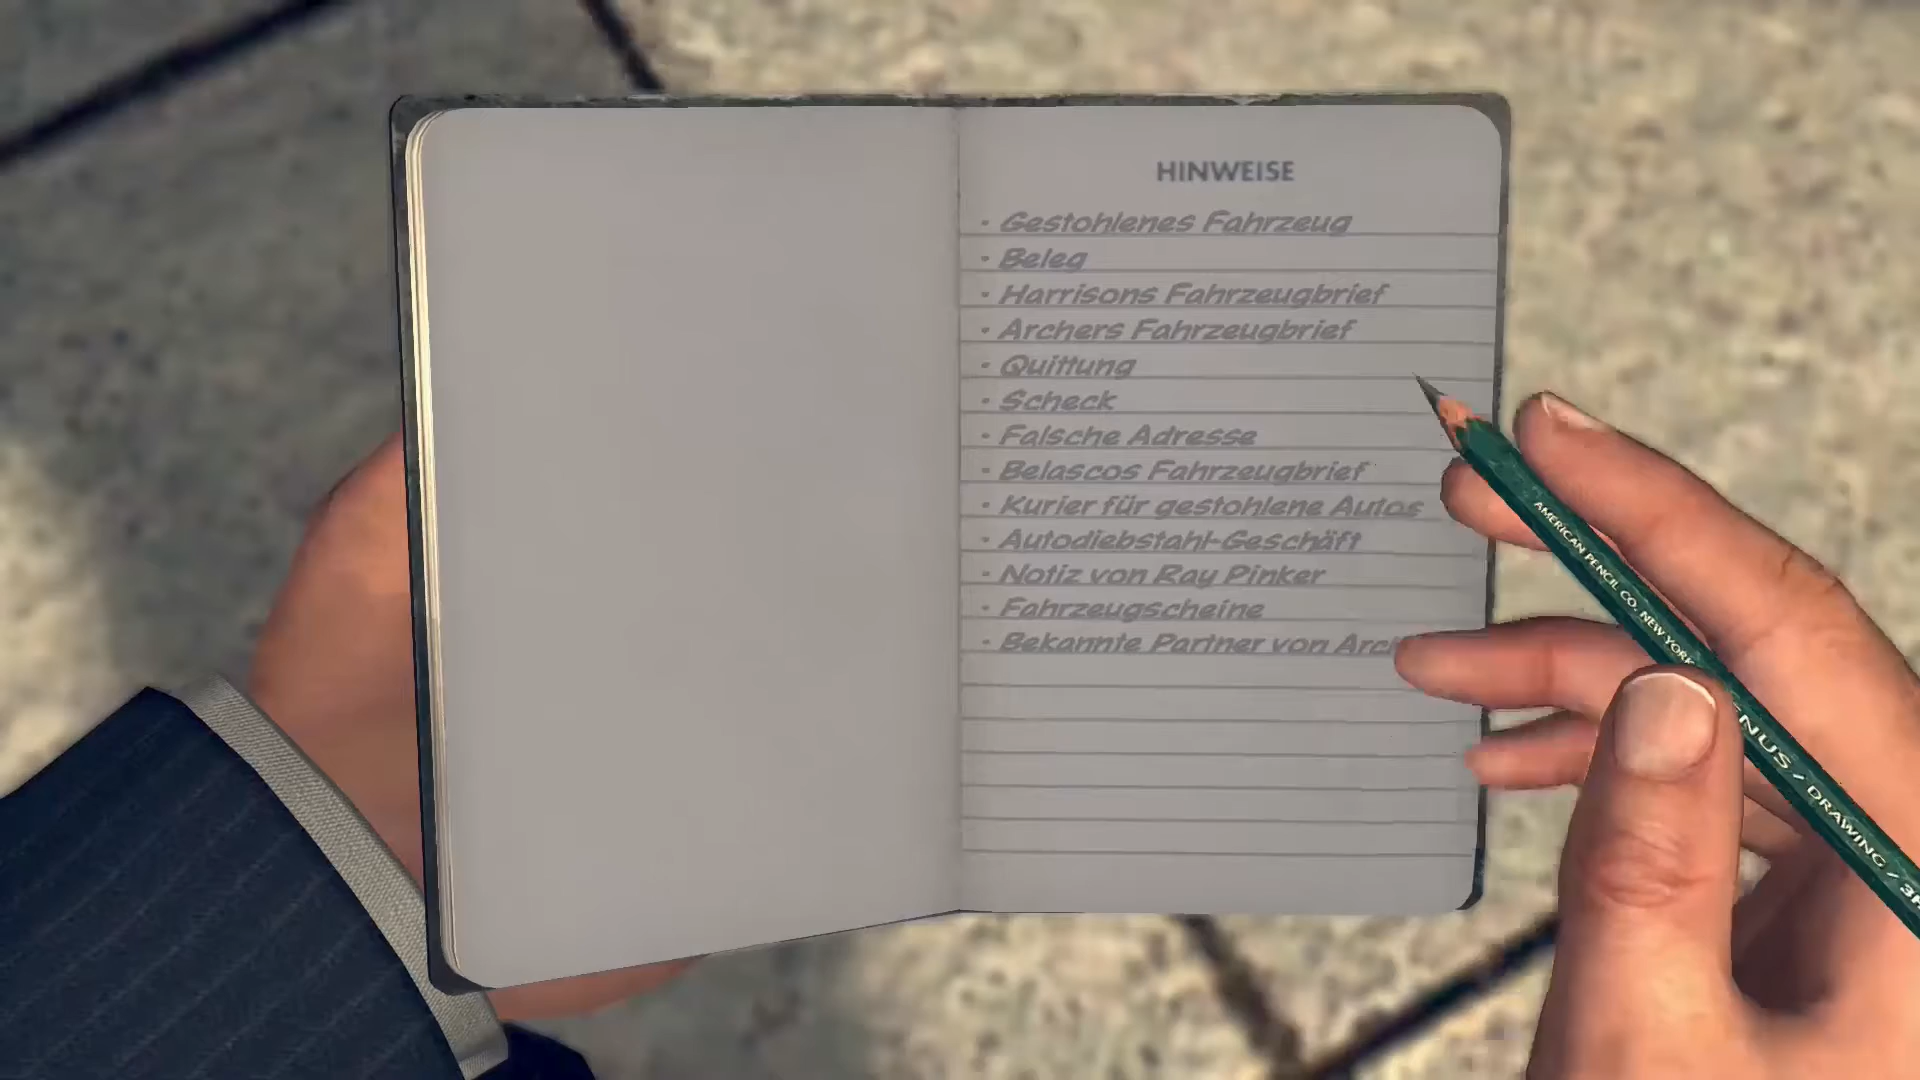 HINWEISE
· Gestohlenes Fahrzeug
· Beleg
· Harrisons Fahrzeugbrief
· Archers Fahrzeugbrief
· Quittung
· Scheck
· Falsche Adresse
· Belascos Fahrzeugbrief
· Kurier für gestohlene Autos
· Autodiebstahl-Geschäft
· Notiz von Ray Pinker
· Fahrzeugscheine
· Bekannte Partner von
AMERICAN PENCIL CO. NEW YORK
DRAWING /